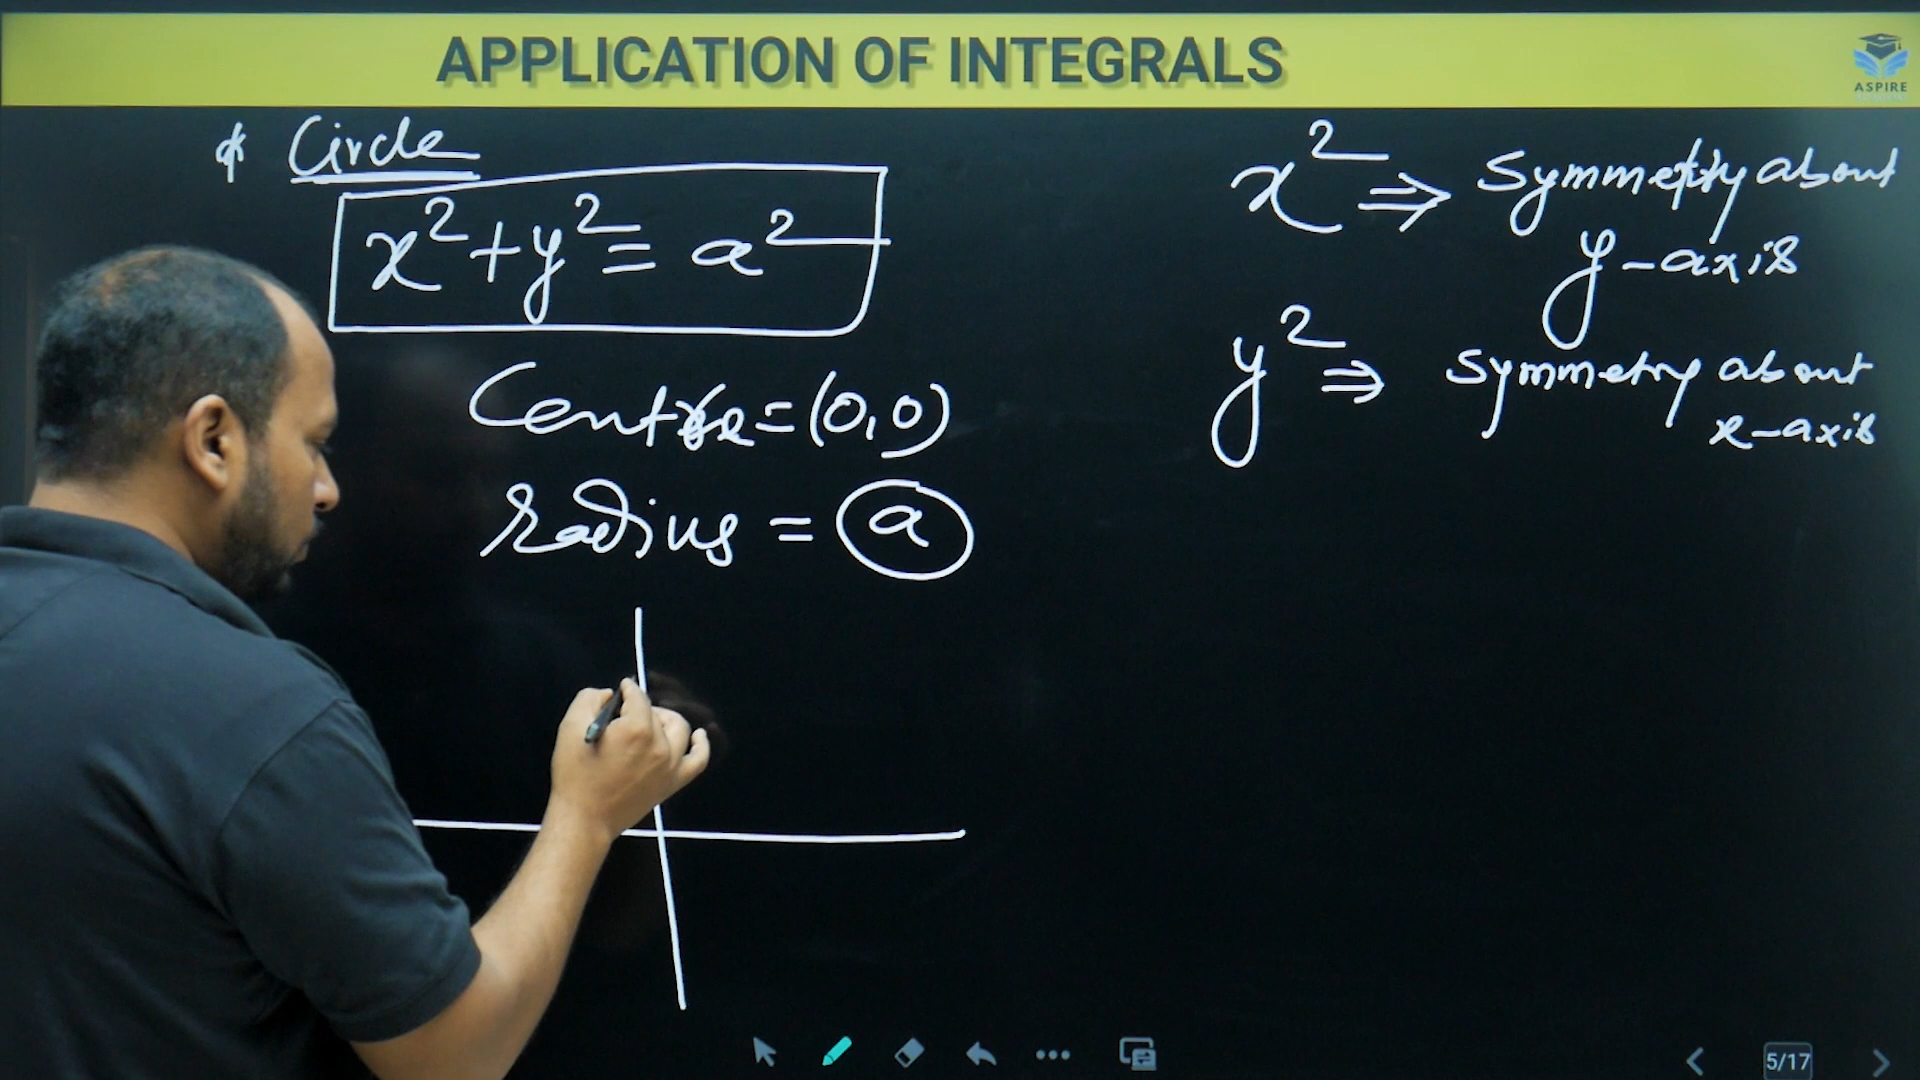 APPLICATION OF INTEGRALS
ASPIRE
* Circle
x² + y² = a²
Centre = (0,0)
radius = a
x² ⇒ Symmetry about
y-axis
y² ⇒ Symmetry about
x-axis
5/17